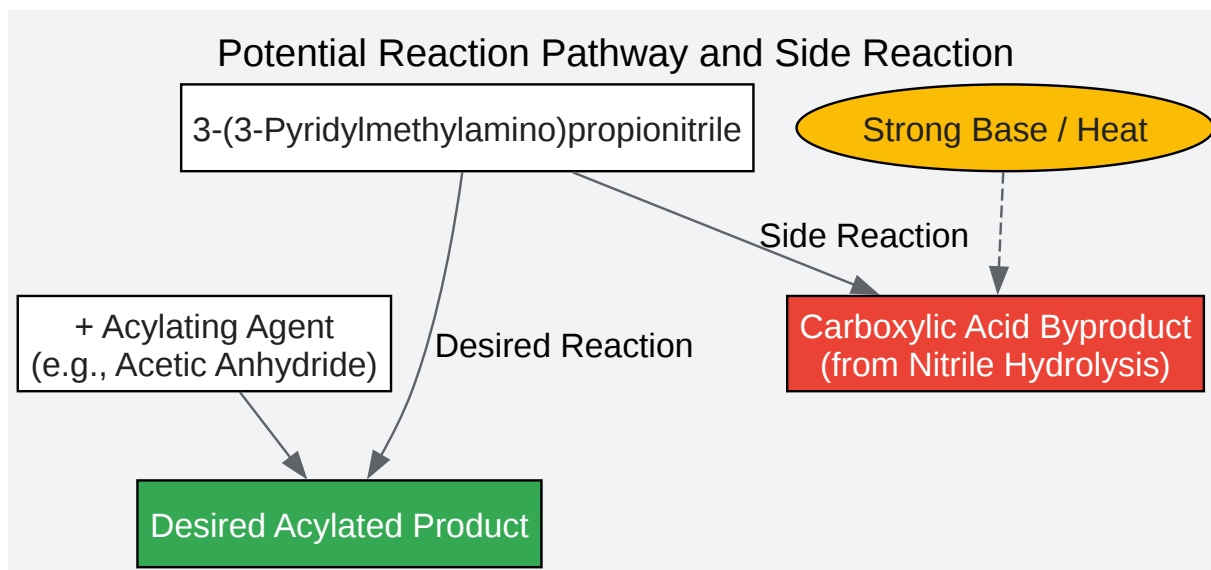 Potential Reaction Pathway and Side Reaction
3-(3-Pyridylmethylamino)propionitrile
Strong Base / Heat
Side Reaction
+ Acylating Agent
(e.g., Acetic Anhydride)
Desired Reaction
Carboxylic Acid Byproduct
(from Nitrile Hydrolysis)
Desired Acylated Product